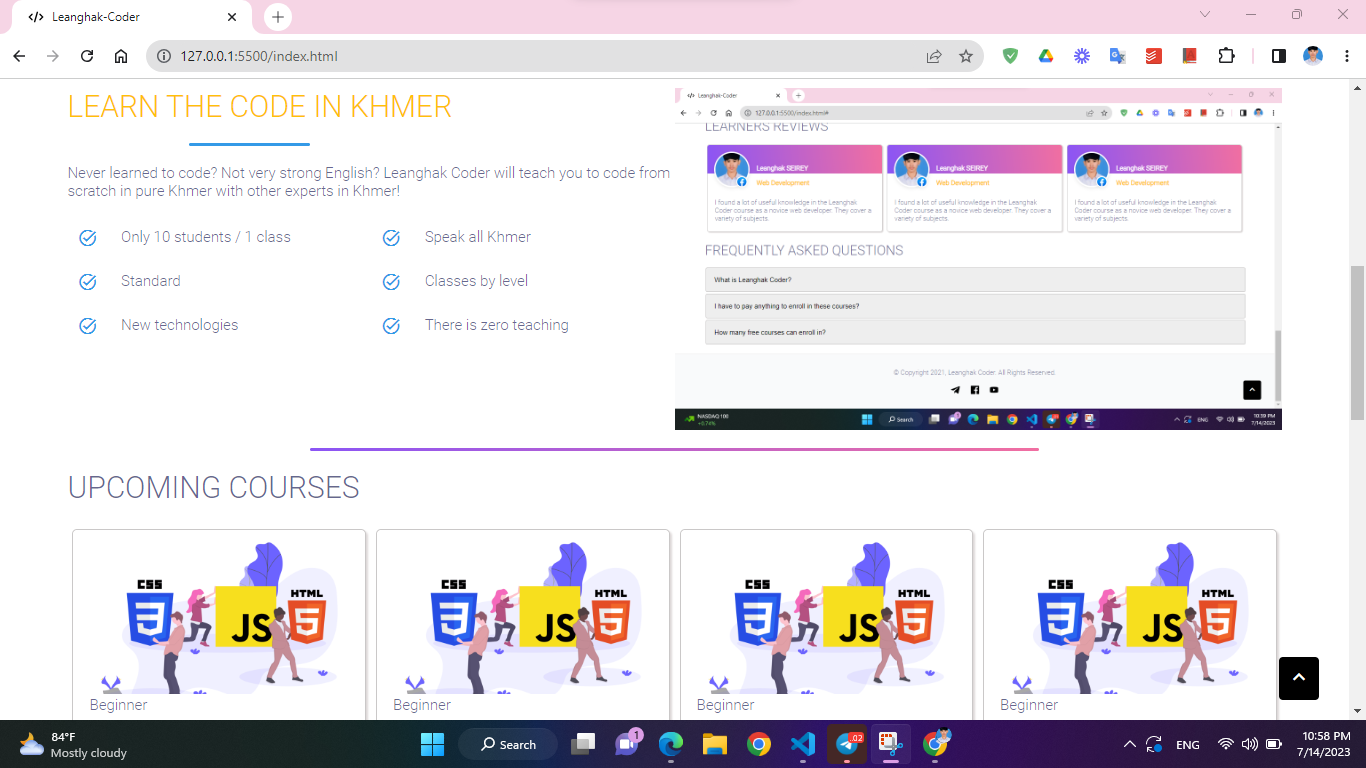 Leanghak-Coder
127.0.0.1:5500/index.html
LEARN THE CODE IN KHMER
Never learned to code? Not very strong English? Leanghak Coder will teach you to code from
scratch in pure Khmer with other experts in Khmer!
Only 10 students / 1 class
Speak all Khmer
Standard
Classes by level
New technologies
There is zero teaching
Leanghak-Coder
127.0.0.1:5500/index.html#
LEARNERS REVIEWS
Leanghak SEIREY
Web Development
I found a lot of useful knowledge in the Leanghak
Coder course as a novice web developer. They cover a
variety of subjects.
Leanghak SEIREY
Web Development
I found a lot of useful knowledge in the Leanghak
Coder course as a novice web developer. They cover a
variety of subjects.
Leanghak SEIREY
Web Development
I found a lot of useful knowledge in the Leanghak
Coder course as a novice web developer. They cover a
variety of subjects.
FREQUENTLY ASKED QUESTIONS
What is Leanghak Coder?
I have to pay anything to enroll in these courses?
How many free courses can enroll in?
© Copyright 2021, Leanghak Coder. All Rights Reserved.
NASDAQ 100
+0.74%
Search
ENG
10:39 PM
7/14/2023
UPCOMING COURSES
CSS
3
JS
HTML
5
Beginner
CSS
3
JS
HTML
5
Beginner
CSS
3
JS
HTML
5
Beginner
CSS
3
JS
HTML
5
Beginner
84°F
Mostly cloudy
Search
1
02
ENG
10:58 PM
7/14/2023